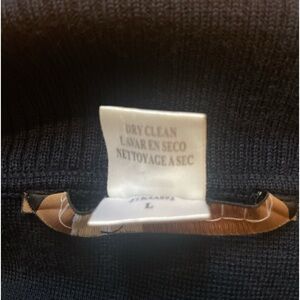 DRY CLEAN
LAVAR EN SECO
NETTOYAGE A SEC
L